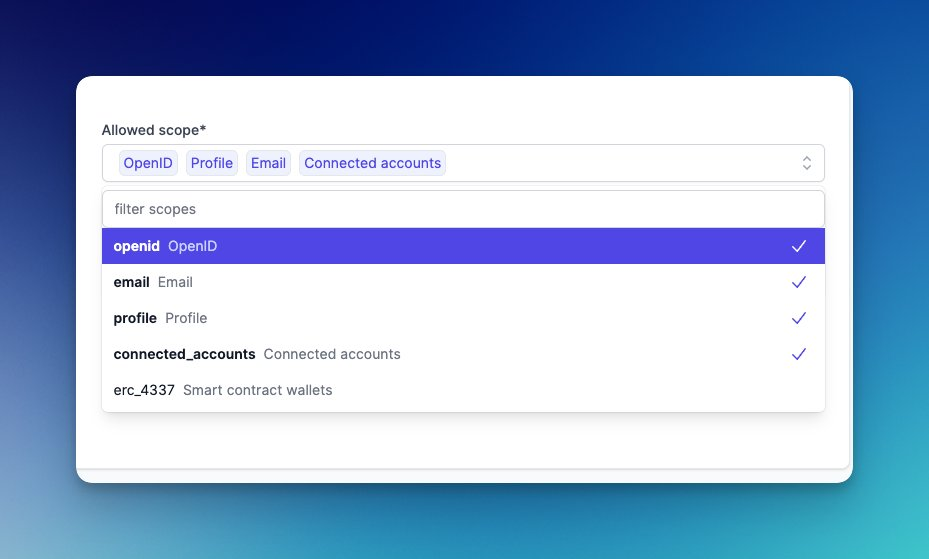 Allowed scope*
OpenID Profile Email Connected accounts
filter scopes
openid OpenID
email Email
profile Profile
connected_accounts Connected accounts
erc_4337 Smart contract wallets